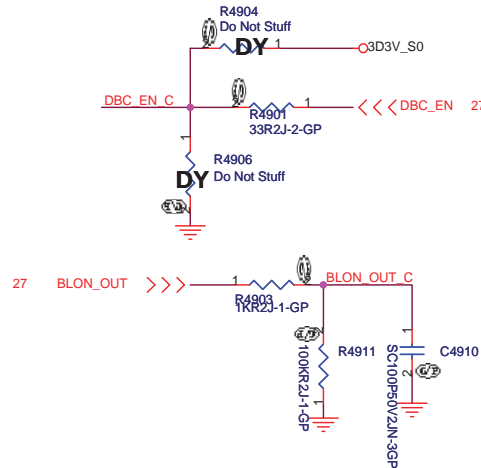 R4904
Do Not Stuff
2 DY 1 3D3V_S0
DBC_EN_C 2 1 DBC_EN 27
R4901
33R2J-2-GP
1
R4906
DY Do Not Stuff
2
27 BLON_OUT 1 2 BLON_OUT_C
R4903
1KR2J-1-GP
2
R4911
100KR2J-1-GP
1
1
C4910
SC100P50V2JN-3GP
2